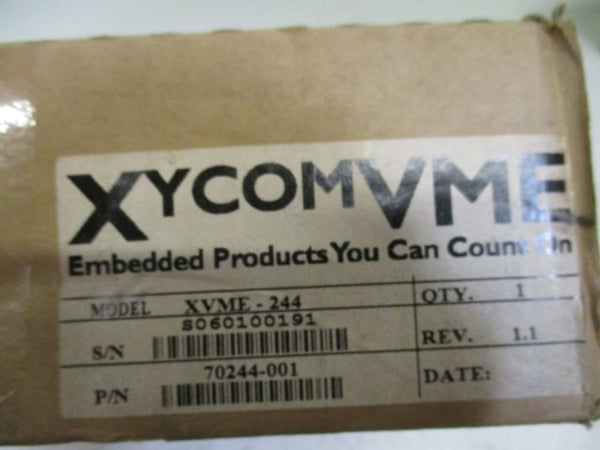 XYCOMVME
Embedded Products You Can Count On
MODEL XVME - 244 QTY. 1
S/N S060100191 REV. 1.1
P/N 70244-001 DATE: